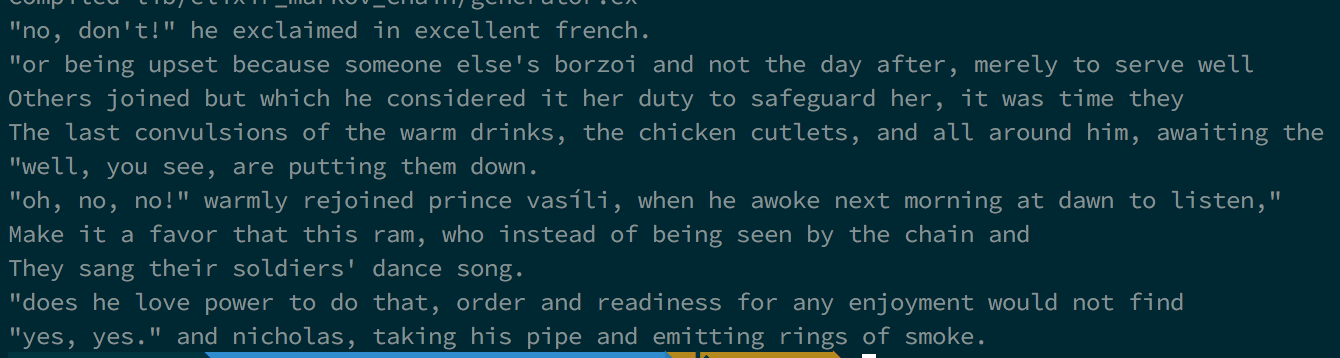 Compiled lib/elixir_markov_chain/generator.ex
"no, don't!" he exclaimed in excellent french.
"or being upset because someone else's borzoi and not the day after, merely to serve well
Others joined but which he considered it her duty to safeguard her, it was time they
The last convulsions of the warm drinks, the chicken cutlets, and all around him, awaiting the
"well, you see, are putting them down.
"oh, no, no!" warmly rejoined prince vasíli, when he awoke next morning at dawn to listen,"
Make it a favor that this ram, who instead of being seen by the chain and
They sang their soldiers' dance song.
"does he love power to do that, order and readiness for any enjoyment would not find
"yes, yes." and nicholas, taking his pipe and emitting rings of smoke.